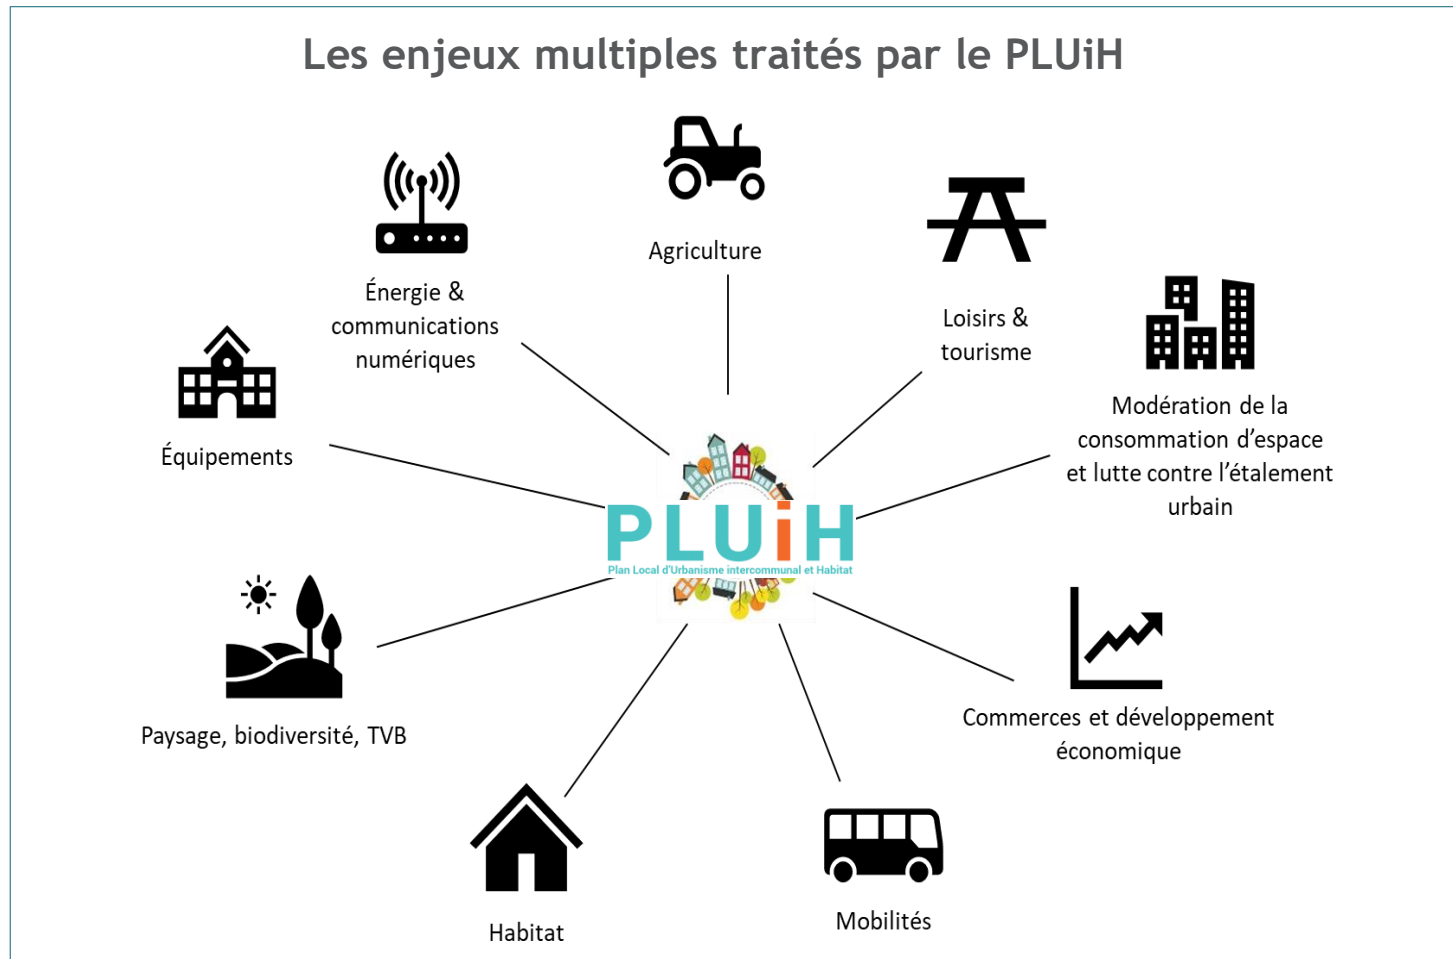 Les enjeux multiples traités par le PLUiH
Agriculture
Énergie &
communications
numériques
Loisirs &
tourisme
Équipements
Modération de la
consommation d'espace
et lutte contre l'étalement
urbain
PLUiH
Plan Local d'Urbanisme intercommunal et Habitat
Paysage, biodiversité, TVB
Commerces et développement
économique
Habitat
Mobilités